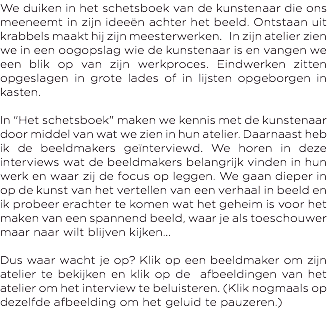 We duiken in het schetsboek van de kunstenaar die ons
meeneemt in zijn ideeën achter het beeld. Ontstaan uit
krabbels maakt hij zijn meesterwerken. In zijn atelier zien
we in een oogopslag wie de kunstenaar is en vangen we
een blik op van zijn werkproces. Eindwerken zitten
opgeslagen in grote lades of in lijsten opgeborgen in
kasten.

In “Het schetsboek” maken we kennis met de kunstenaar
door middel van wat we zien in hun atelier. Daarnaast heb
ik de beeldmakers geïnterviewd. We horen in deze
interviews wat de beeldmakers belangrijk vinden in hun
werk en waar zij de focus op leggen. We gaan dieper in
op de kunst van het vertellen van een verhaal in beeld en
ik probeer erachter te komen wat het geheim is voor het
maken van een spannend beeld, waar je als toeschouwer
maar naar wilt blijven kijken...

Dus waar wacht je op? Klik op een beeldmaker om zijn
atelier te bekijken en klik op de afbeeldingen van het
atelier om het interview te beluisteren. (Klik nogmaals op
dezelfde afbeelding om het geluid te pauzeren.)